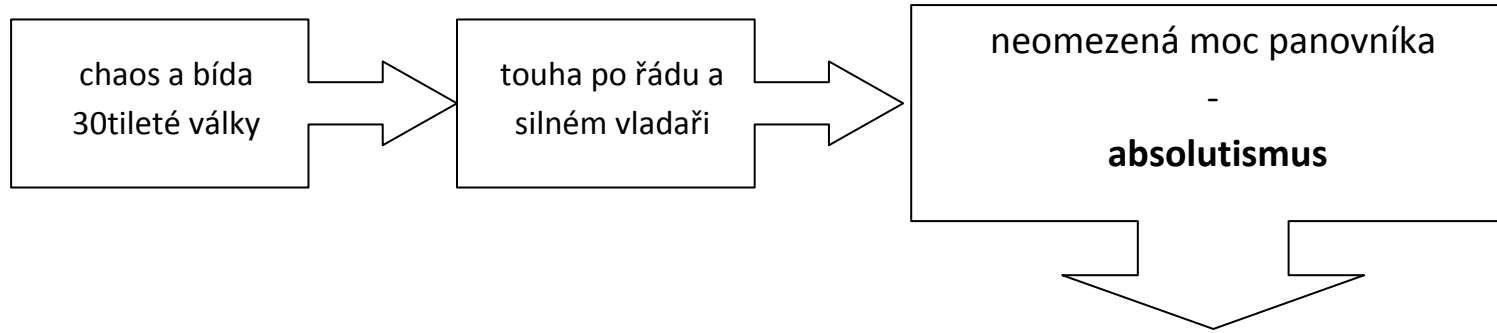 chaos a bída
30tileté války
touha po řádu a
silném vladaři
neomezená moc panovníka
-
absolutismus